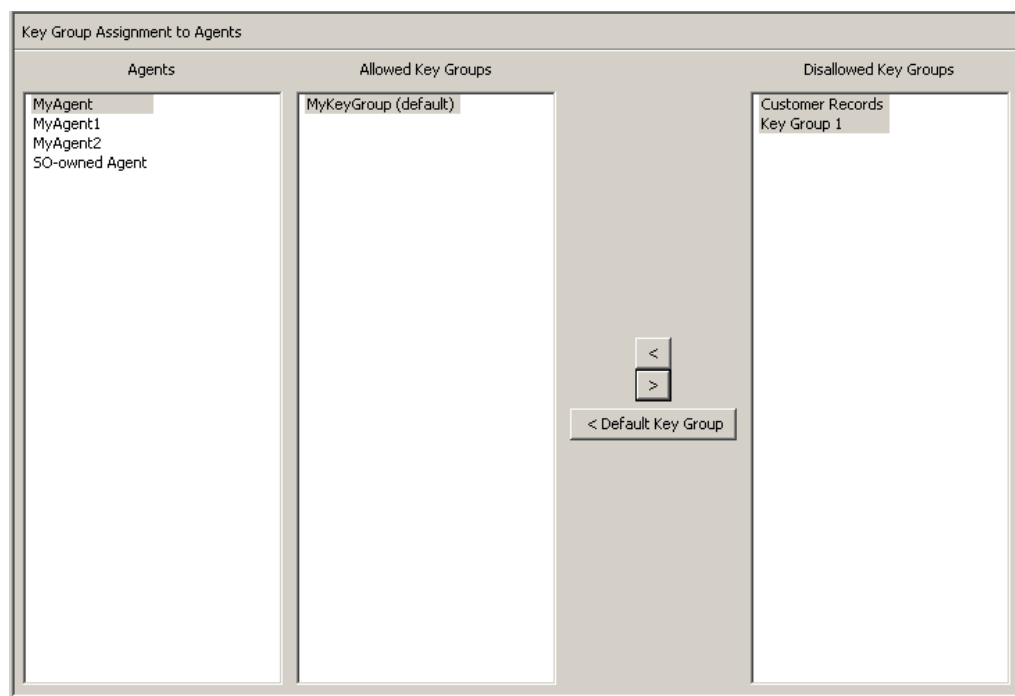 Key Group Assignment to Agents
Agents
Allowed Key Groups
Disallowed Key Groups
MyAgent
MyAgent1
MyAgent2
SO-owned Agent
MyKeyGroup (default)
<
>
< Default Key Group
Customer Records
Key Group 1